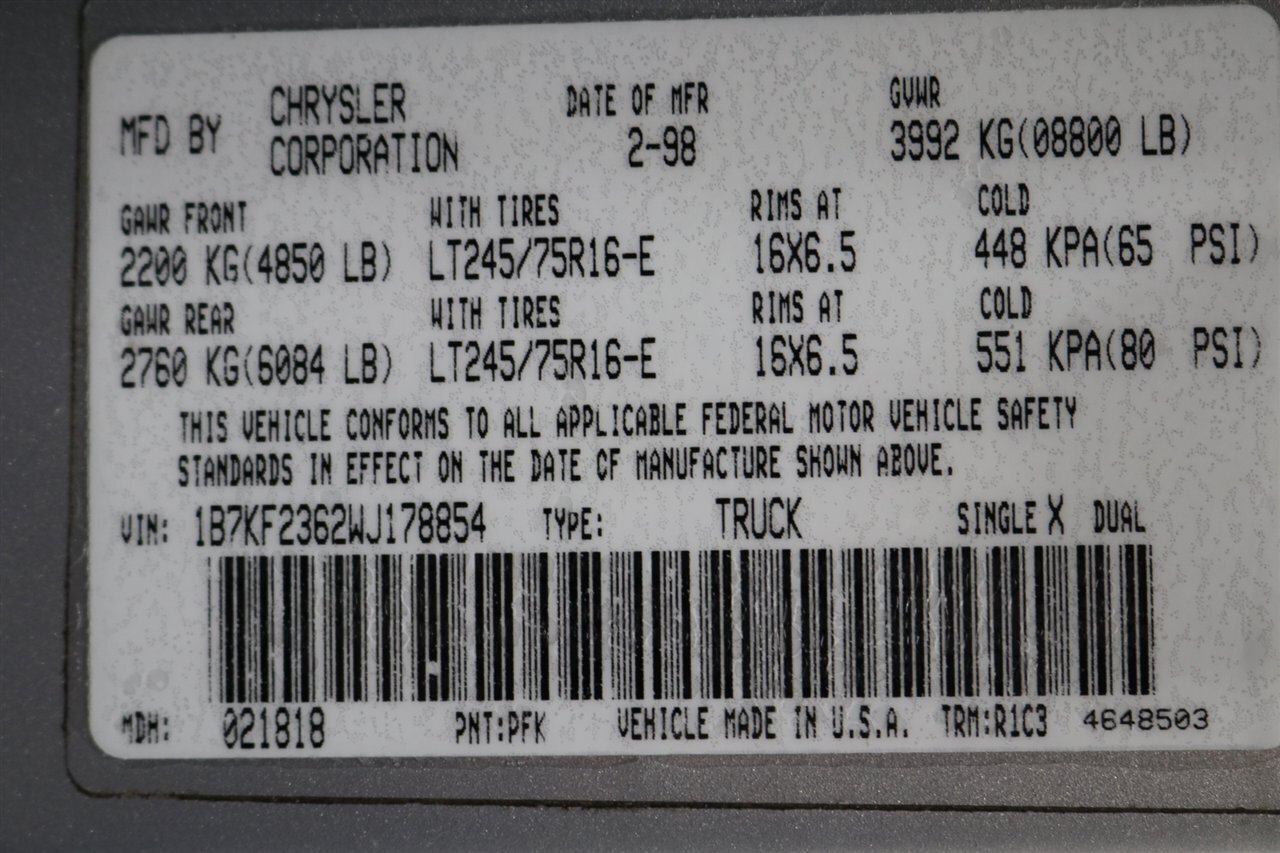 MFD BY CHRYSLER CORPORATION DATE OF MFR 2-98 GVWR 3992 KG(08800 LB)
GAWR FRONT WITH TIRES RIMS AT COLD
2200 KG(4850 LB) LT245/75R16-E 16X6.5 448 KPA(65 PSI)
GAWR REAR WITH TIRES RIMS AT COLD
2760 KG(6084 LB) LT245/75R16-E 16X6.5 551 KPA(80 PSI)
THIS VEHICLE CONFORMS TO ALL APPLICABLE FEDERAL MOTOR VEHICLE SAFETY
STANDARDS IN EFFECT ON THE DATE OF MANUFACTURE SHOWN ABOVE.
VIN: 1B7KF2362WJ178854 TYPE: TRUCK SINGLE X DUAL
MDH: 021818 PNT:PFK VEHICLE MADE IN U.S.A. TRM:R1C3 4648503